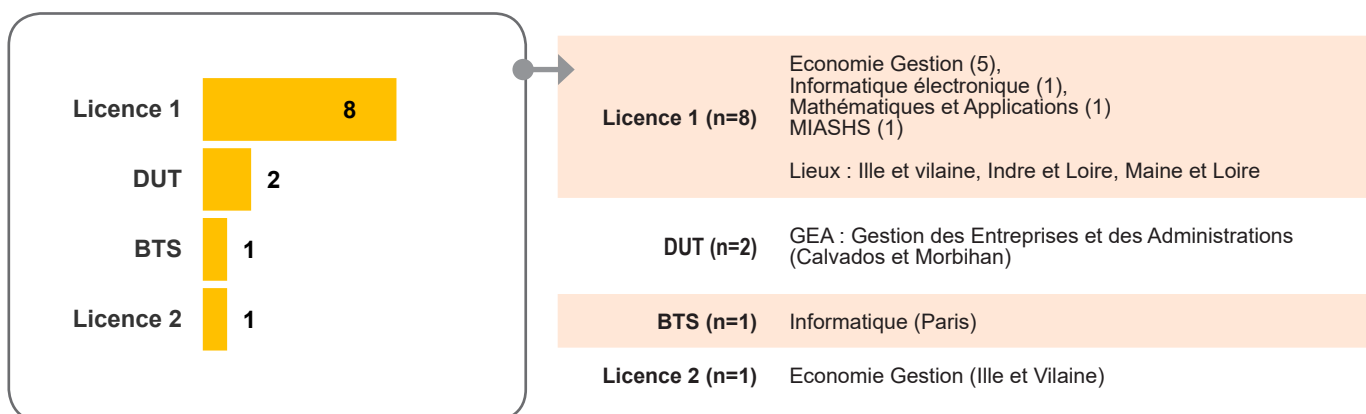 Licence 1
8
DUT
2
BTS
1
Licence 2
1
Licence 1 (n=8)
Economie Gestion (5),
Informatique électronique (1),
Mathématiques et Applications (1)
MIASHS (1)
Lieux : Ille et vilaine, Indre et Loire, Maine et Loire
DUT (n=2)
GEA : Gestion des Entreprises et des Administrations
(Calvados et Morbihan)
BTS (n=1)
Informatique (Paris)
Licence 2 (n=1)
Economie Gestion (Ille et Vilaine)